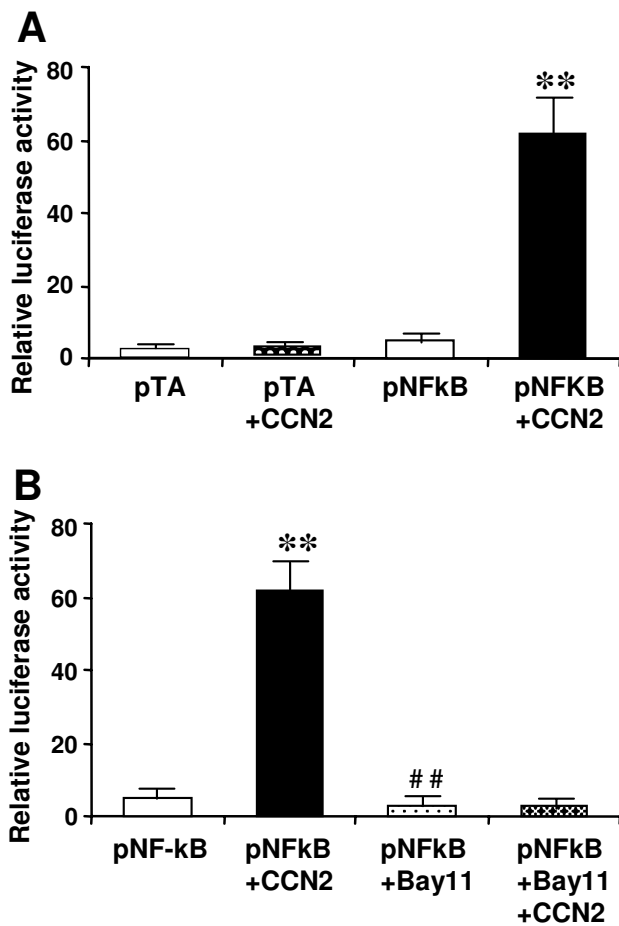 A
Relative luciferase activity
80
60
40
20
0
**
pTA
pTA
+CCN2
pNFkB
pNFKB
+CCN2
B
Relative luciferase activity
80
60
40
20
0
**
##
pNF-kB
pNFkB
+CCN2
pNFkB
+Bay11
pNFkB
+Bay11
+CCN2